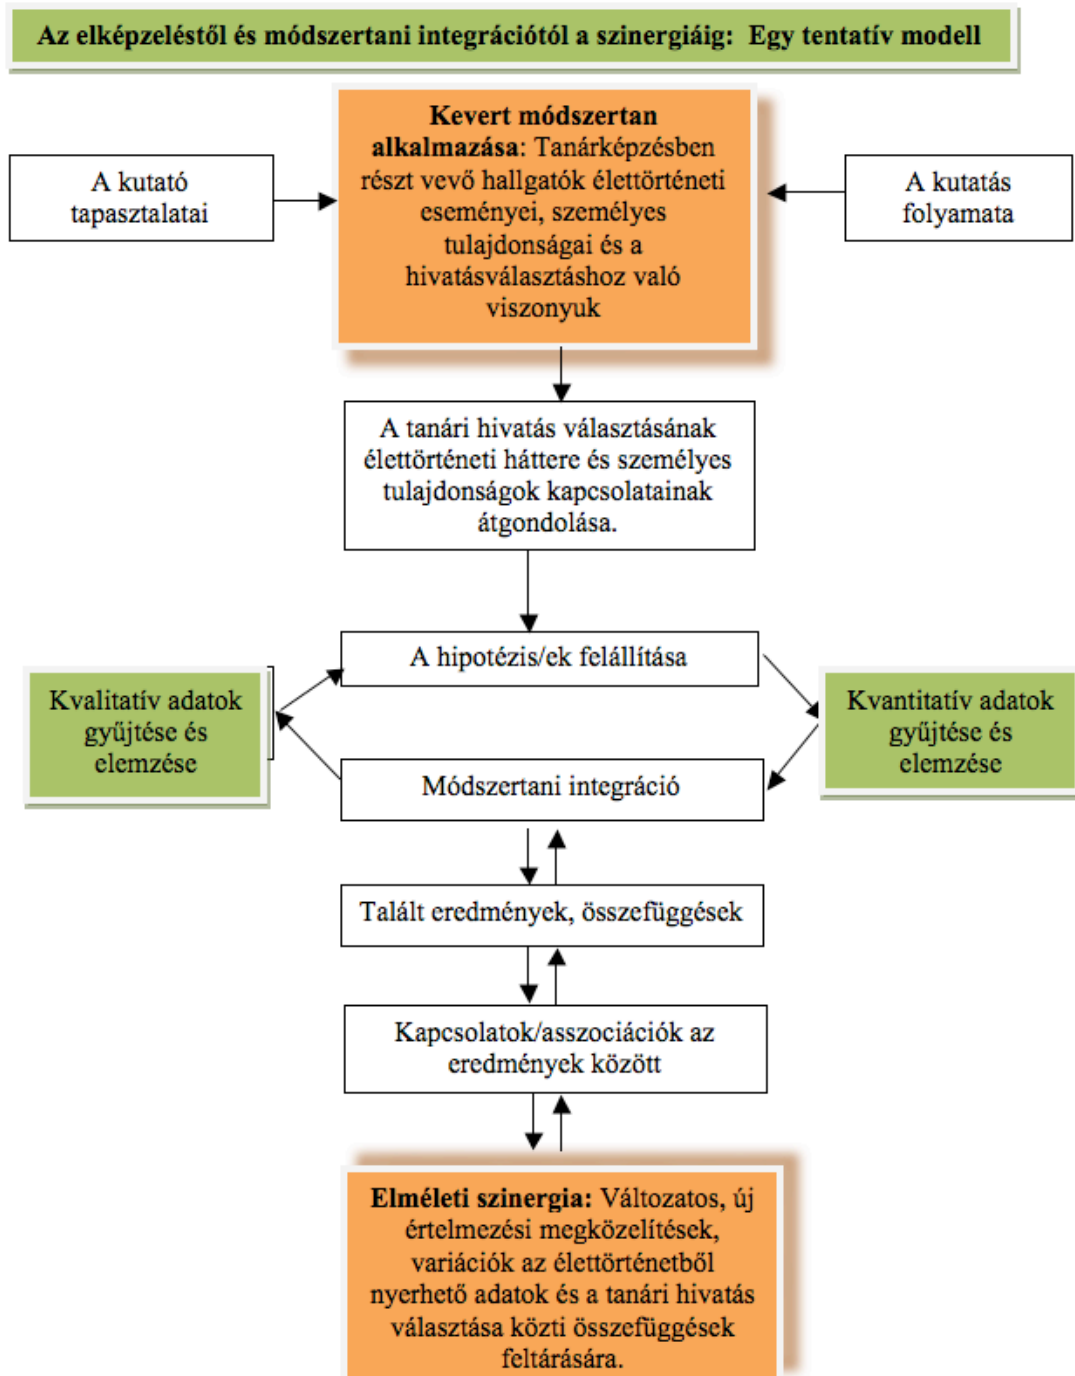 Az elképzeléstől és módszertani integrációtól a szinergiáig:  Egy tentatív modell
Kevert módszertan
alkalmazása: Tanárképzésben
részt vevő hallgatók élettörténeti
eseményei, személyes
tulajdonságai és a
hivatásválasztáshoz való
viszonyuk
A kutató
tapasztalatai
A kutatás
folyamata
A tanári hivatás választásának
élettörténeti háttere és személyes
tulajdonságok kapcsolatainak
átgondolása.
A hipotézis/ek felállítása
Kvalitatív adatok
gyűjtése és
elemzése
Kvantitatív adatok
gyűjtése és
elemzése
Módszertani integráció
Talált eredmények, összefüggések
Kapcsolatok/asszociációk az
eredmények között
Elméleti szinergia: Változatos, új
értelmezési megközelítések,
variációk az élettörténetből
nyerhető adatok és a tanári hivatás
választása közti összefüggések
feltárására.